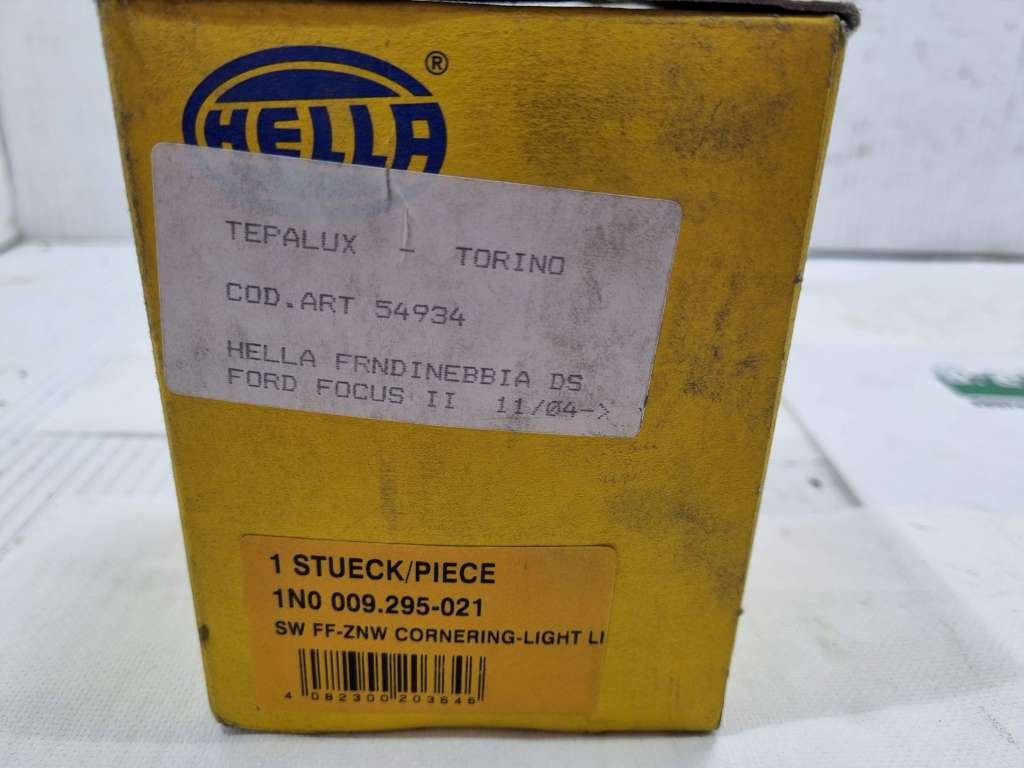 HELLA ®
TEPALUX - TORINO
COD.ART 54934
HELLA FRNDINEBBIA DS
FORD FOCUS II 11/04->
1 STUECK/PIECE
1N0 009.295-021
SW FF-ZNW CORNERING-LIGHT LI
4 082300 203646